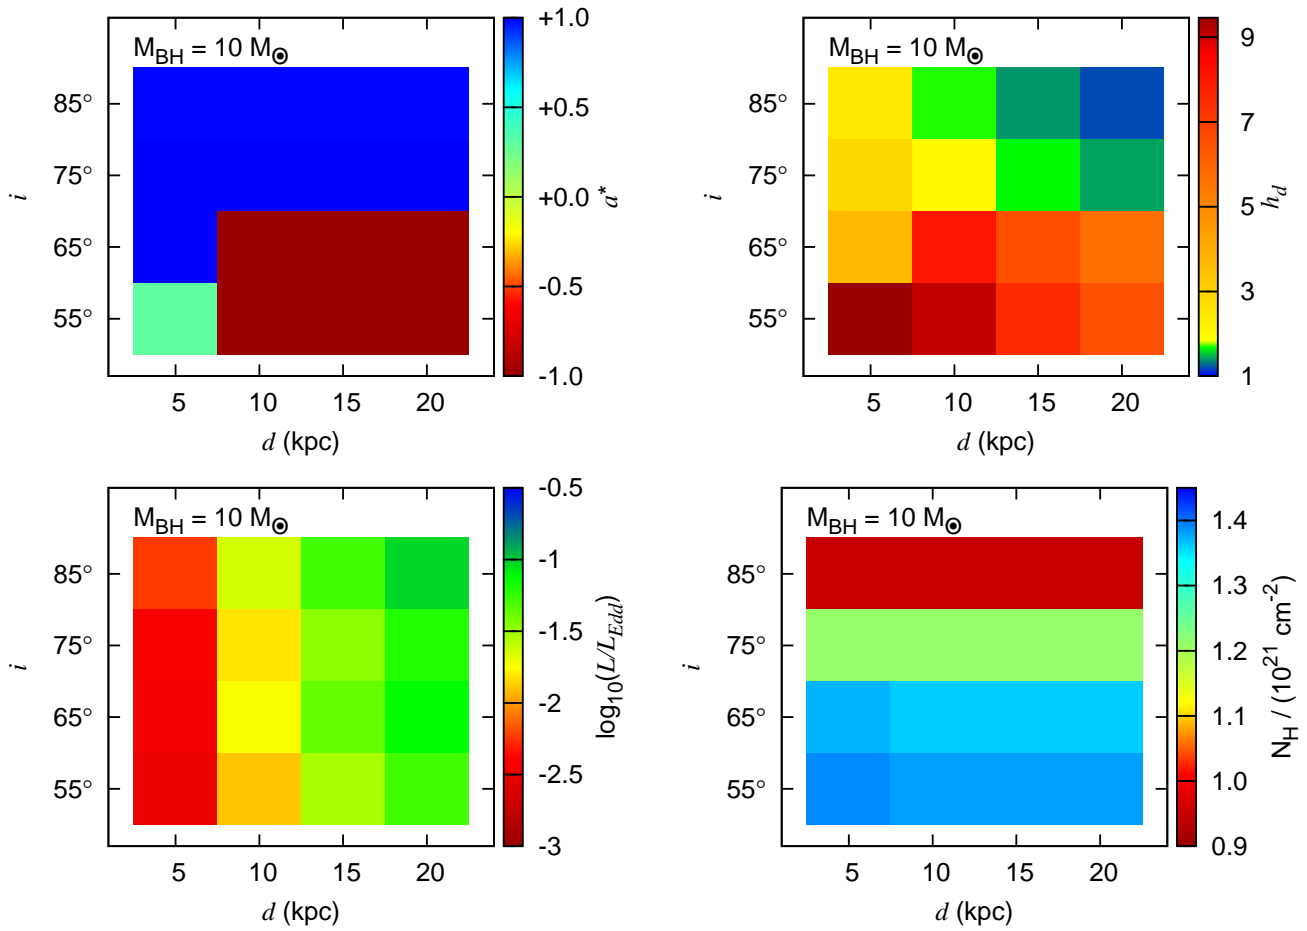 M_BH = 10 M_⊙
+1.0
+0.5
+0.0
-0.5
-1.0
a*
85°
75°
65°
55°
i
5 10 15 20
d (kpc)
M_BH = 10 M_⊙
9
7
5
3
1
h_d
85°
75°
65°
55°
i
5 10 15 20
d (kpc)
M_BH = 10 M_⊙
-0.5
-1
-1.5
-2
-2.5
-3
log_10(L/L_Edd)
85°
75°
65°
55°
i
5 10 15 20
d (kpc)
M_BH = 10 M_⊙
1.4
1.3
1.2
1.1
1.0
0.9
N_H / (10^21 cm^-2)
85°
75°
65°
55°
i
5 10 15 20
d (kpc)